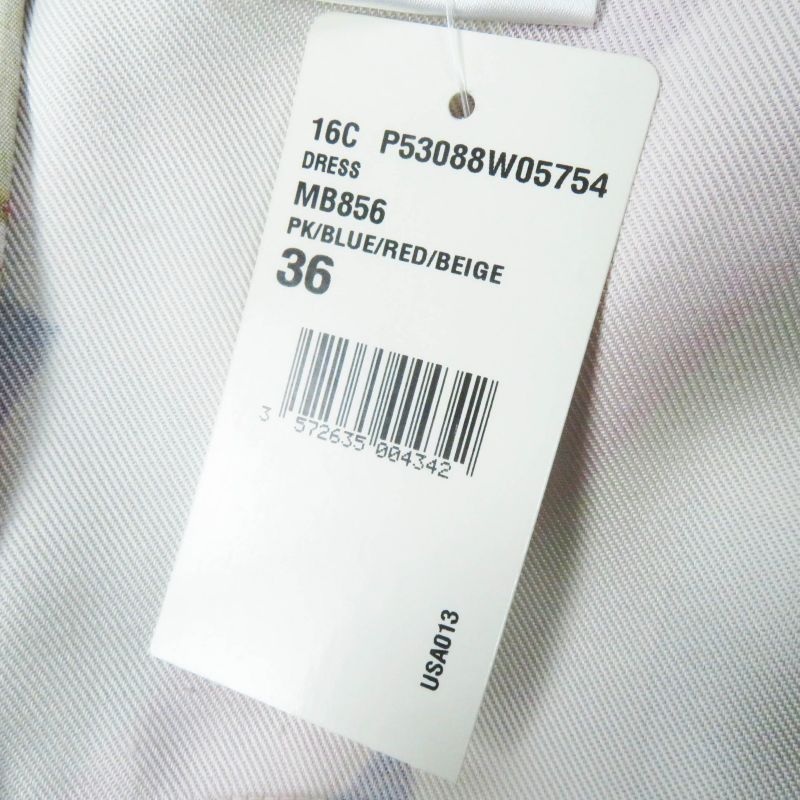 16C P53088W05754
DRESS
MB856
PK/BLUE/RED/BEIGE
36
3 572635 004342
USA013